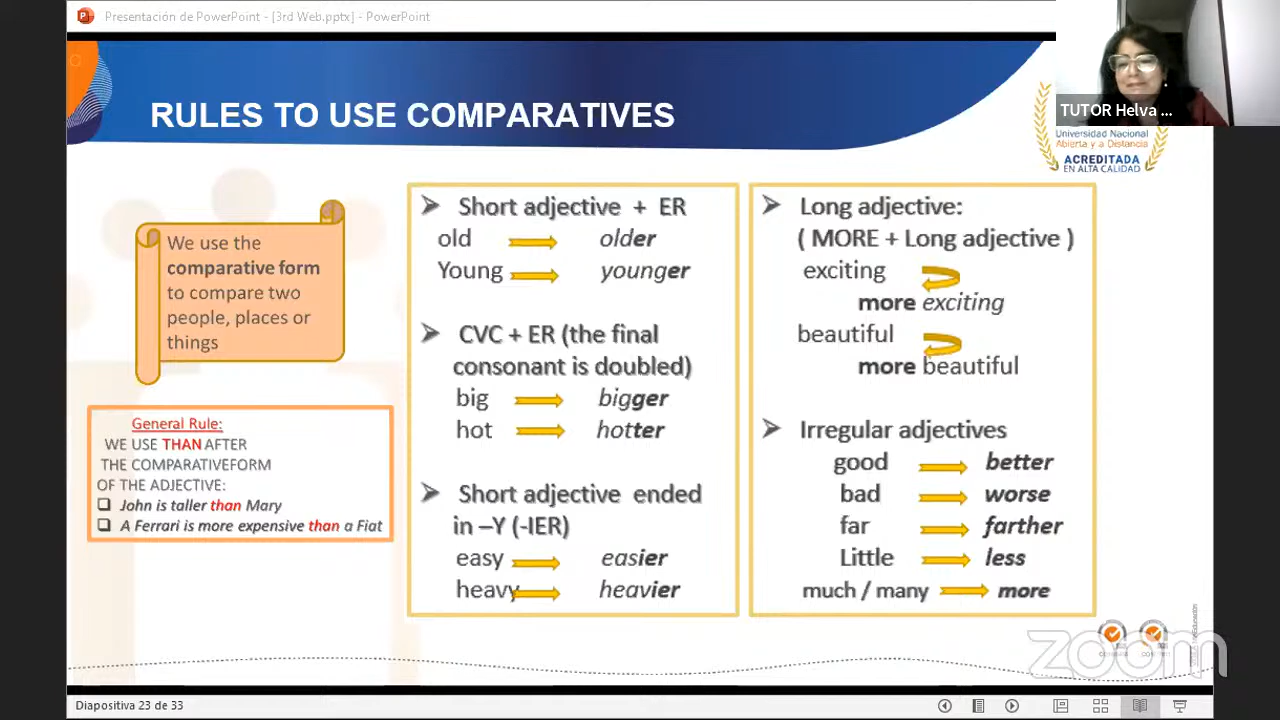 Presentación de PowerPoint - [3rd Web.pptx] - PowerPoint
TUTOR Helva ...
Universidad Nacional
Abierta y a Distancia
ACREDITADA
EN ALTA CALIDAD
RULES TO USE COMPARATIVES
We use the
comparative form
to compare two
people, places or
things
General Rule:
WE USE THAN AFTER
THE COMPARATIVEFORM
OF THE ADJECTIVE:
❑ John is taller than Mary
❑ A Ferrari is more expensive than a Fiat
➤ Short adjective + ER
old older
Young younger
➤ CVC + ER (the final
consonant is doubled)
big bigger
hot hotter
➤ Short adjective ended
in –Y (-IER)
easy easier
heavy heavier
➤ Long adjective:
( MORE + Long adjective )
exciting
more exciting
beautiful
more beautiful
➤ Irregular adjectives
good better
bad worse
far farther
Little less
much / many more
zoom
Diapositiva 23 de 33